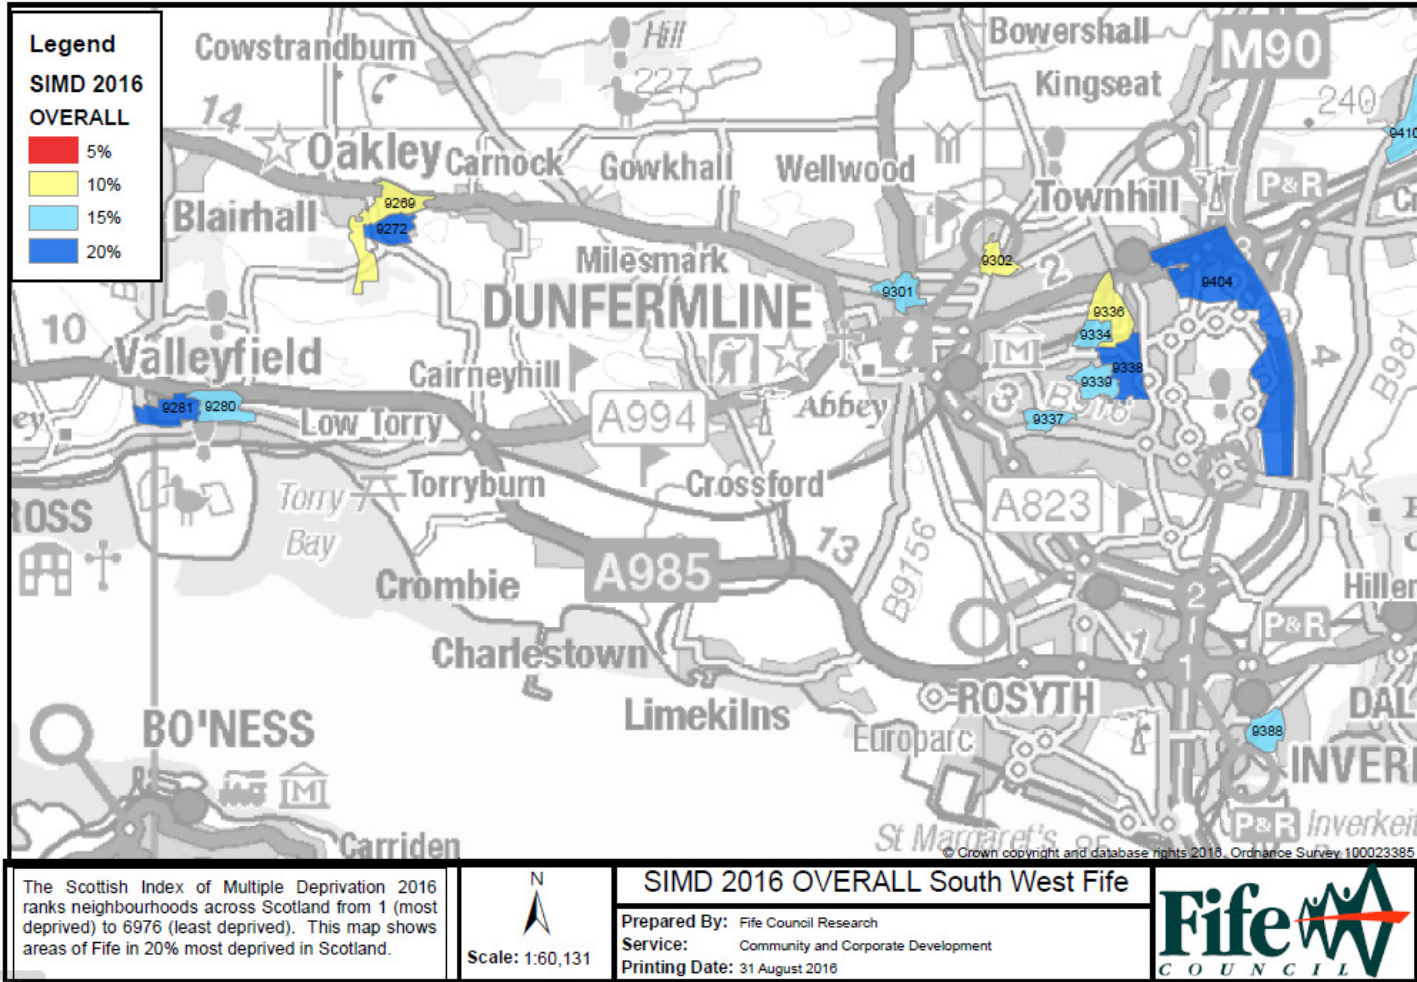 Legend
SIMD 2016
OVERALL
5%
10%
15%
20%
Cowstrandburn
Hill
227
Bowershall
M90
Kingseat
240
9410
14
Oakley
Carnock
Gowkhall
Wellwood
Townhill
P&R
Blairhall
9269
9272
Milesmark
9302
2
3
9404
DUNFERMLINE
9301
9336
10
9334
4
B981
Valleyfield
Cairneyhill
i
M
9338
9339
9281
9280
Low Torry
A994
Abbey
3
9337
Torry
Bay
Torryburn
Crossford
A823
ROSS
13
Crombie
A985
B9156
2
P&R
Charlestown
1
1
Limekilns
ROSYTH
Europarc
9388
BO'NESS
M
P&R
Carriden
St Margaret's
© Crown copyright and database rights 2016. Ordnance Survey 100023385
The Scottish Index of Multiple Deprivation 2016
ranks neighbourhoods across Scotland from 1 (most
deprived) to 6976 (least deprived). This map shows
areas of Fife in 20% most deprived in Scotland.
N
Scale: 1:60,131
SIMD 2016 OVERALL South West Fife
Prepared By: Fife Council Research
Service: Community and Corporate Development
Printing Date: 31 August 2016
Fife
COUNCIL